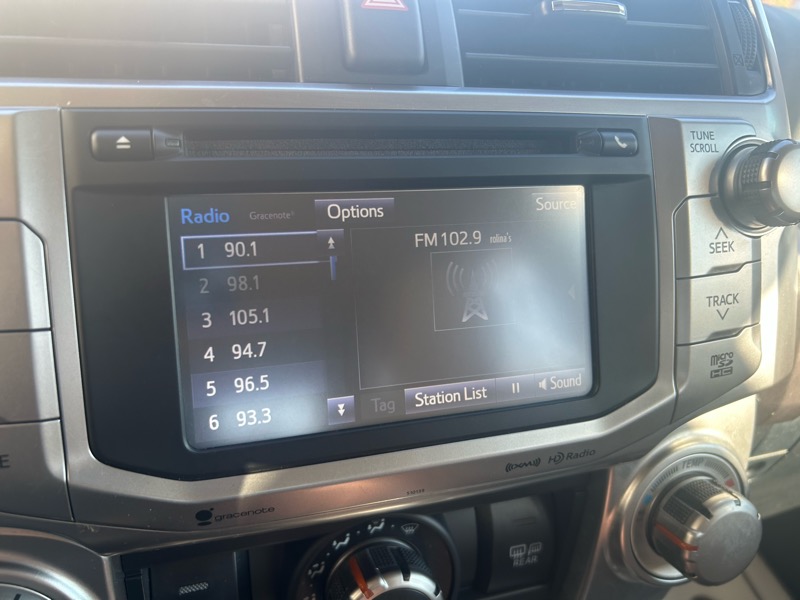 TUNE
SCROLL
Radio Gracenote Options Source
1 90.1 FM 102.9
2 98.1
3 105.1
4 94.7
5 96.5
6 93.3
Tag Station List Sound
SEEK
TRACK
micro
SD
HC
((XM)) HD Radio
gracenote
TEMP
REAR
E